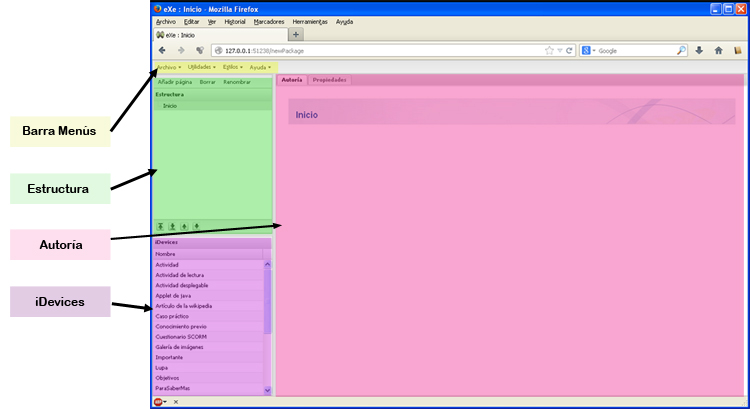 eXe : Inicio - Mozilla Firefox
Archivo Editar Ver Historial Marcadores Herramientas Ayuda
eXe : Inicio
127.0.0.1:51238/newPackage
Google
Archivo Utilidades Estilos Ayuda
Añadir página Borrar Renombrar
Autoría Propiedades
Estructura
Inicio
Inicio
Barra Menùs
Estructura
Autoría
iDevices
iDevices
Nombre
Actividad
Actividad de lectura
Actividad desplegable
Applet de Java
Artículo de la wikipedia
Caso práctico
Conocimiento previo
Cuestionario SCORM
Galería de imágenes
Importante
Lupa
Objetivos
ParaSaberMas
ABP